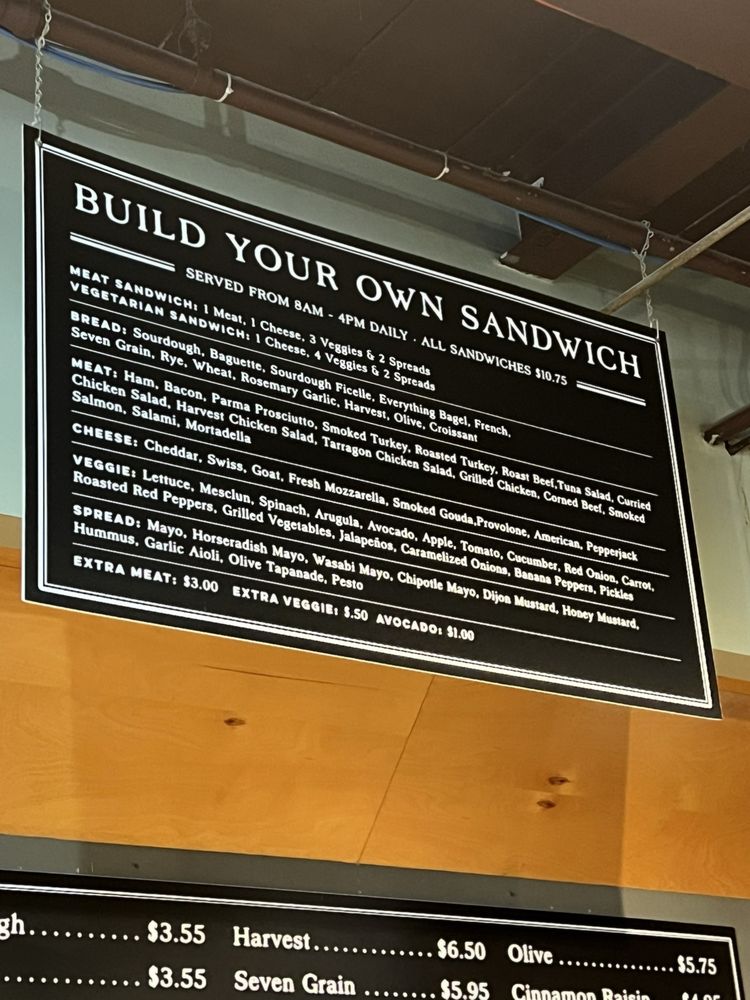 BUILD YOUR OWN SANDWICH
SERVED FROM 8AM - 4PM DAILY . ALL SANDWICHES $10.75
MEAT SANDWICH: 1 Meat, 1 Cheese, 3 Veggies & 2 Spreads
VEGETARIAN SANDWICH: 1 Cheese, 4 Veggies & 2 Spreads
BREAD: Sourdough, Baguette, Sourdough Ficelle, Everything Bagel, French,
Seven Grain, Rye, Wheat, Rosemary Garlic, Harvest, Olive, Croissant
MEAT: Ham, Bacon, Parma Prosciutto, Smoked Turkey, Roasted Turkey, Roast Beef,Tuna Salad, Curried
Chicken Salad, Harvest Chicken Salad, Tarragon Chicken Salad, Grilled Chicken, Corned Beef, Smoked
Salmon, Salami, Mortadella
CHEESE: Cheddar, Swiss, Goat, Fresh Mozzarella, Smoked Gouda,Provolone, American, Pepperjack
VEGGIE: Lettuce, Mesclun, Spinach, Arugula, Avocado, Apple, Tomato, Cucumber, Red Onion, Carrot,
Roasted Red Peppers, Grilled Vegetables, Jalapeños, Caramelized Onions, Banana Peppers, Pickles
SPREAD: Mayo, Horseradish Mayo, Wasabi Mayo, Chipotle Mayo, Dijon Mustard, Honey Mustard,
Hummus, Garlic Aioli, Olive Tapanade, Pesto
EXTRA MEAT: $3.00 EXTRA VEGGIE: $.50 AVOCADO: $1.00
gh.......... $3.55 Harvest............. $6.50 Olive ............... $5.75
............ $3.55 Seven Grain ........ $5.95 Cinnamon Raisin